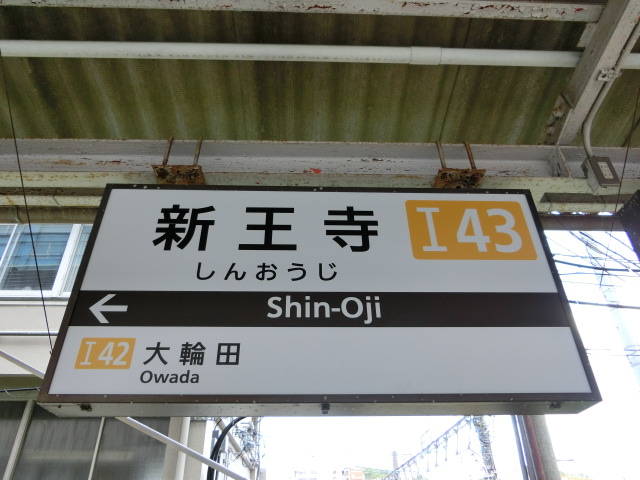 新王寺 I43
しんおうじ
← Shin-Oji
I42 大輪田
Owada